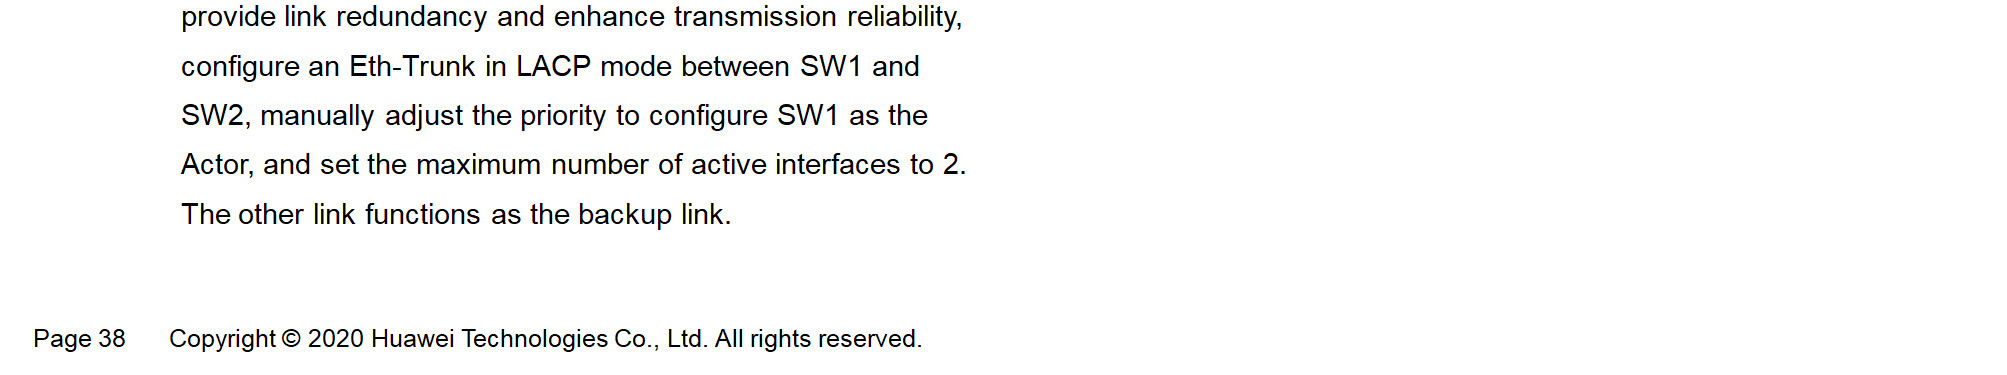 provide link redundancy and enhance transmission reliability,
configure an Eth-Trunk in LACP mode between SW1 and
SW2, manually adjust the priority to configure SW1 as the
Actor, and set the maximum number of active interfaces to 2.
The other link functions as the backup link.
Page 38 Copyright © 2020 Huawei Technologies Co., Ltd. All rights reserved.